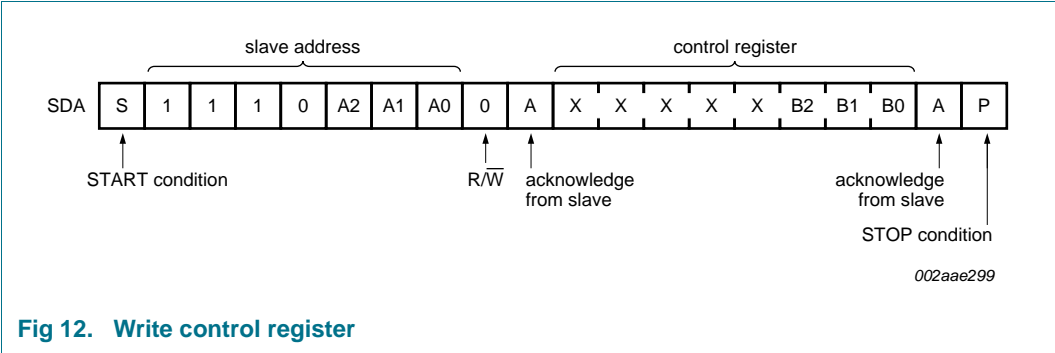 slave address control register
SDA S 1 1 1 0 A2 A1 A0 0 A X X X X X B2 B1 B0 A P
START condition R/W̅ acknowledge from slave acknowledge from slave
STOP condition
002aae299
Fig 12. Write control register